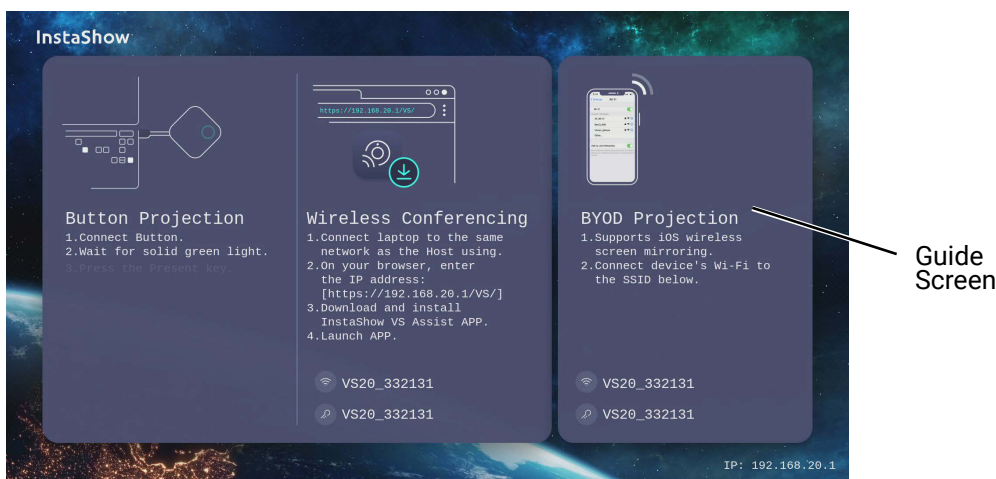 InstaShow
https://192.168.20.1/VS/
Button Projection
1.Connect Button.
2.Wait for solid green light.
3.Press the Present key.
Wireless Conferencing
1.Connect laptop to the same
network as the Host using.
2.On your browser, enter
the IP address:
[https://192.168.20.1/VS/]
3.Download and install
InstaShow VS Assist APP.
4.Launch APP.
VS20_332131
VS20_332131
BYOD Projection
1.Supports iOS wireless
screen mirroring.
2.Connect device's Wi-Fi to
the SSID below.
VS20_332131
VS20_332131
IP: 192.168.20.1
Guide
Screen